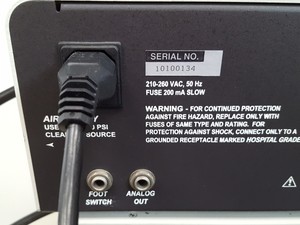 SERIAL NO.
10100134
210-260 VAC, 50 Hz
FUSE 200 mA SLOW
WARNING - FOR CONTINUED PROTECTION
AGAINST FIRE HAZARD, REPLACE ONLY WITH
FUSES OF SAME TYPE AND RATING. FOR
PROTECTION AGAINST SHOCK, CONNECT ONLY TO A
GROUNDED RECEPTACLE MARKED HOSPITAL GRADE
AIR
USE PSI
CLEAN SOURCE
FOOT
SWITCH
ANALOG
OUT